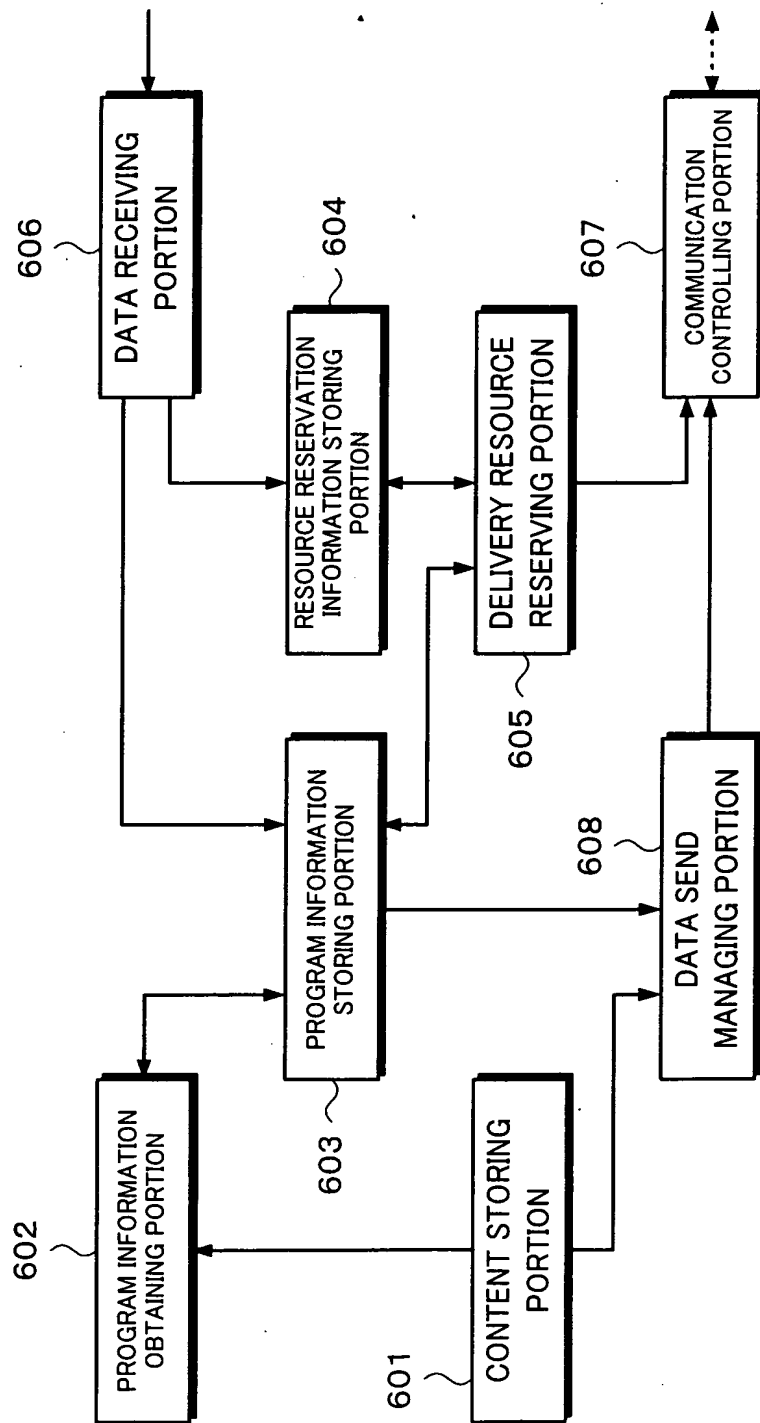 602
PROGRAM INFORMATION
OBTAINING PORTION
606
DATA RECEIVING
PORTION
603
PROGRAM INFORMATION
STORING PORTION
604
RESOURCE RESERVATION
INFORMATION STORING
PORTION
601
CONTENT STORING
PORTION
605
DELIVERY RESOURCE
RESERVING PORTION
608
DATA SEND
MANAGING PORTION
607
COMMUNICATION
CONTROLLING PORTION